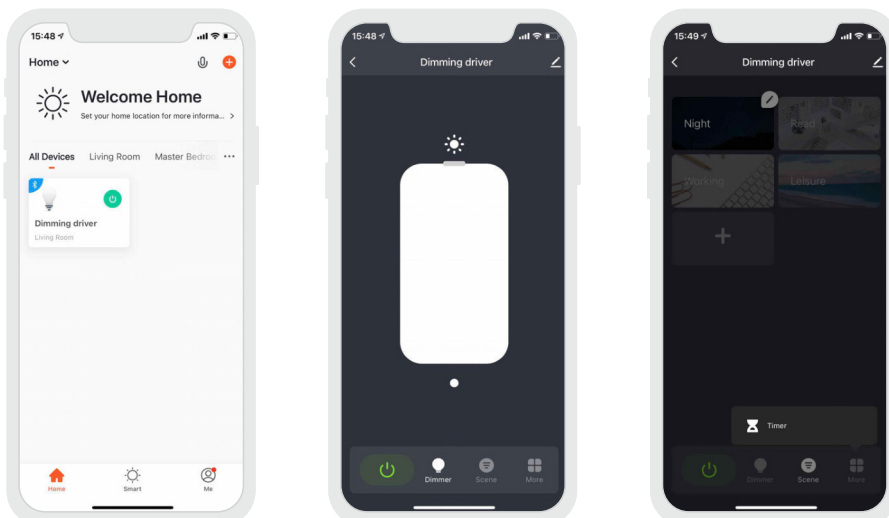 15:48
Home
Welcome Home
Set your home location for more informa...
All Devices Living Room Master Bedroo ...
Dimming driver
Living Room
Home Smart Me
15:48
Dimming driver
Dimmer Scene More
15:49
Dimming driver
Night Read
Working Leisure
Timer
Dimmer Scene More